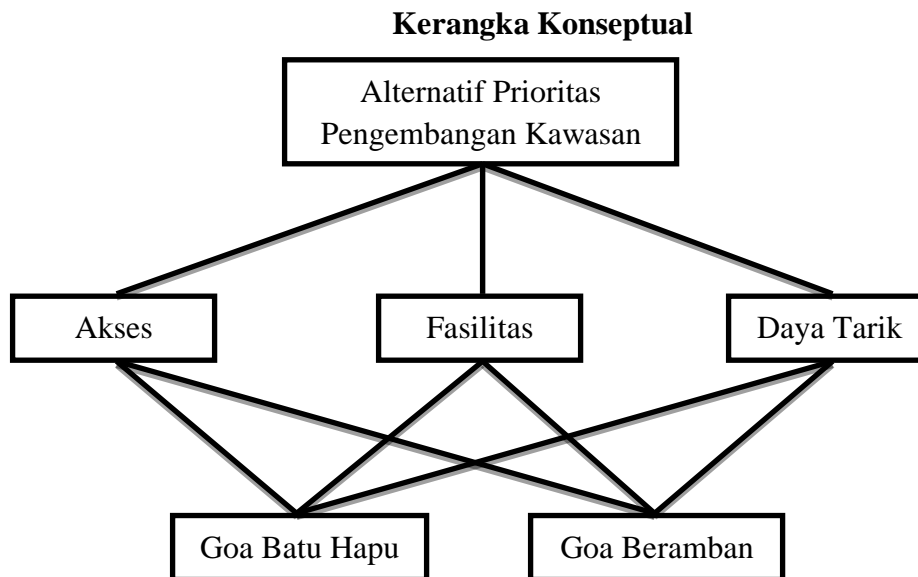 Kerangka Konseptual
Alternatif Prioritas
Pengembangan Kawasan
Akses
Fasilitas
Daya Tarik
Goa Batu Hapu
Goa Beramban